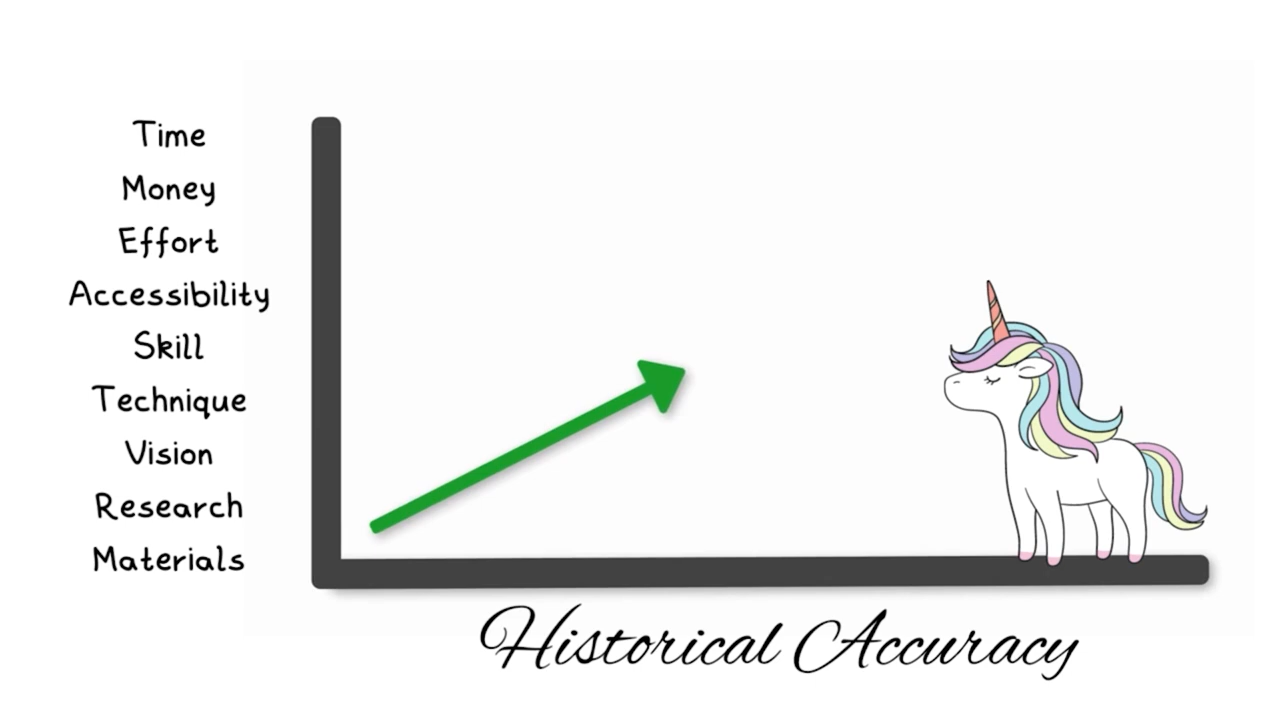 Time
Money
Effort
Accessibility
Skill
Technique
Vision
Research
Materials
Historical Accuracy